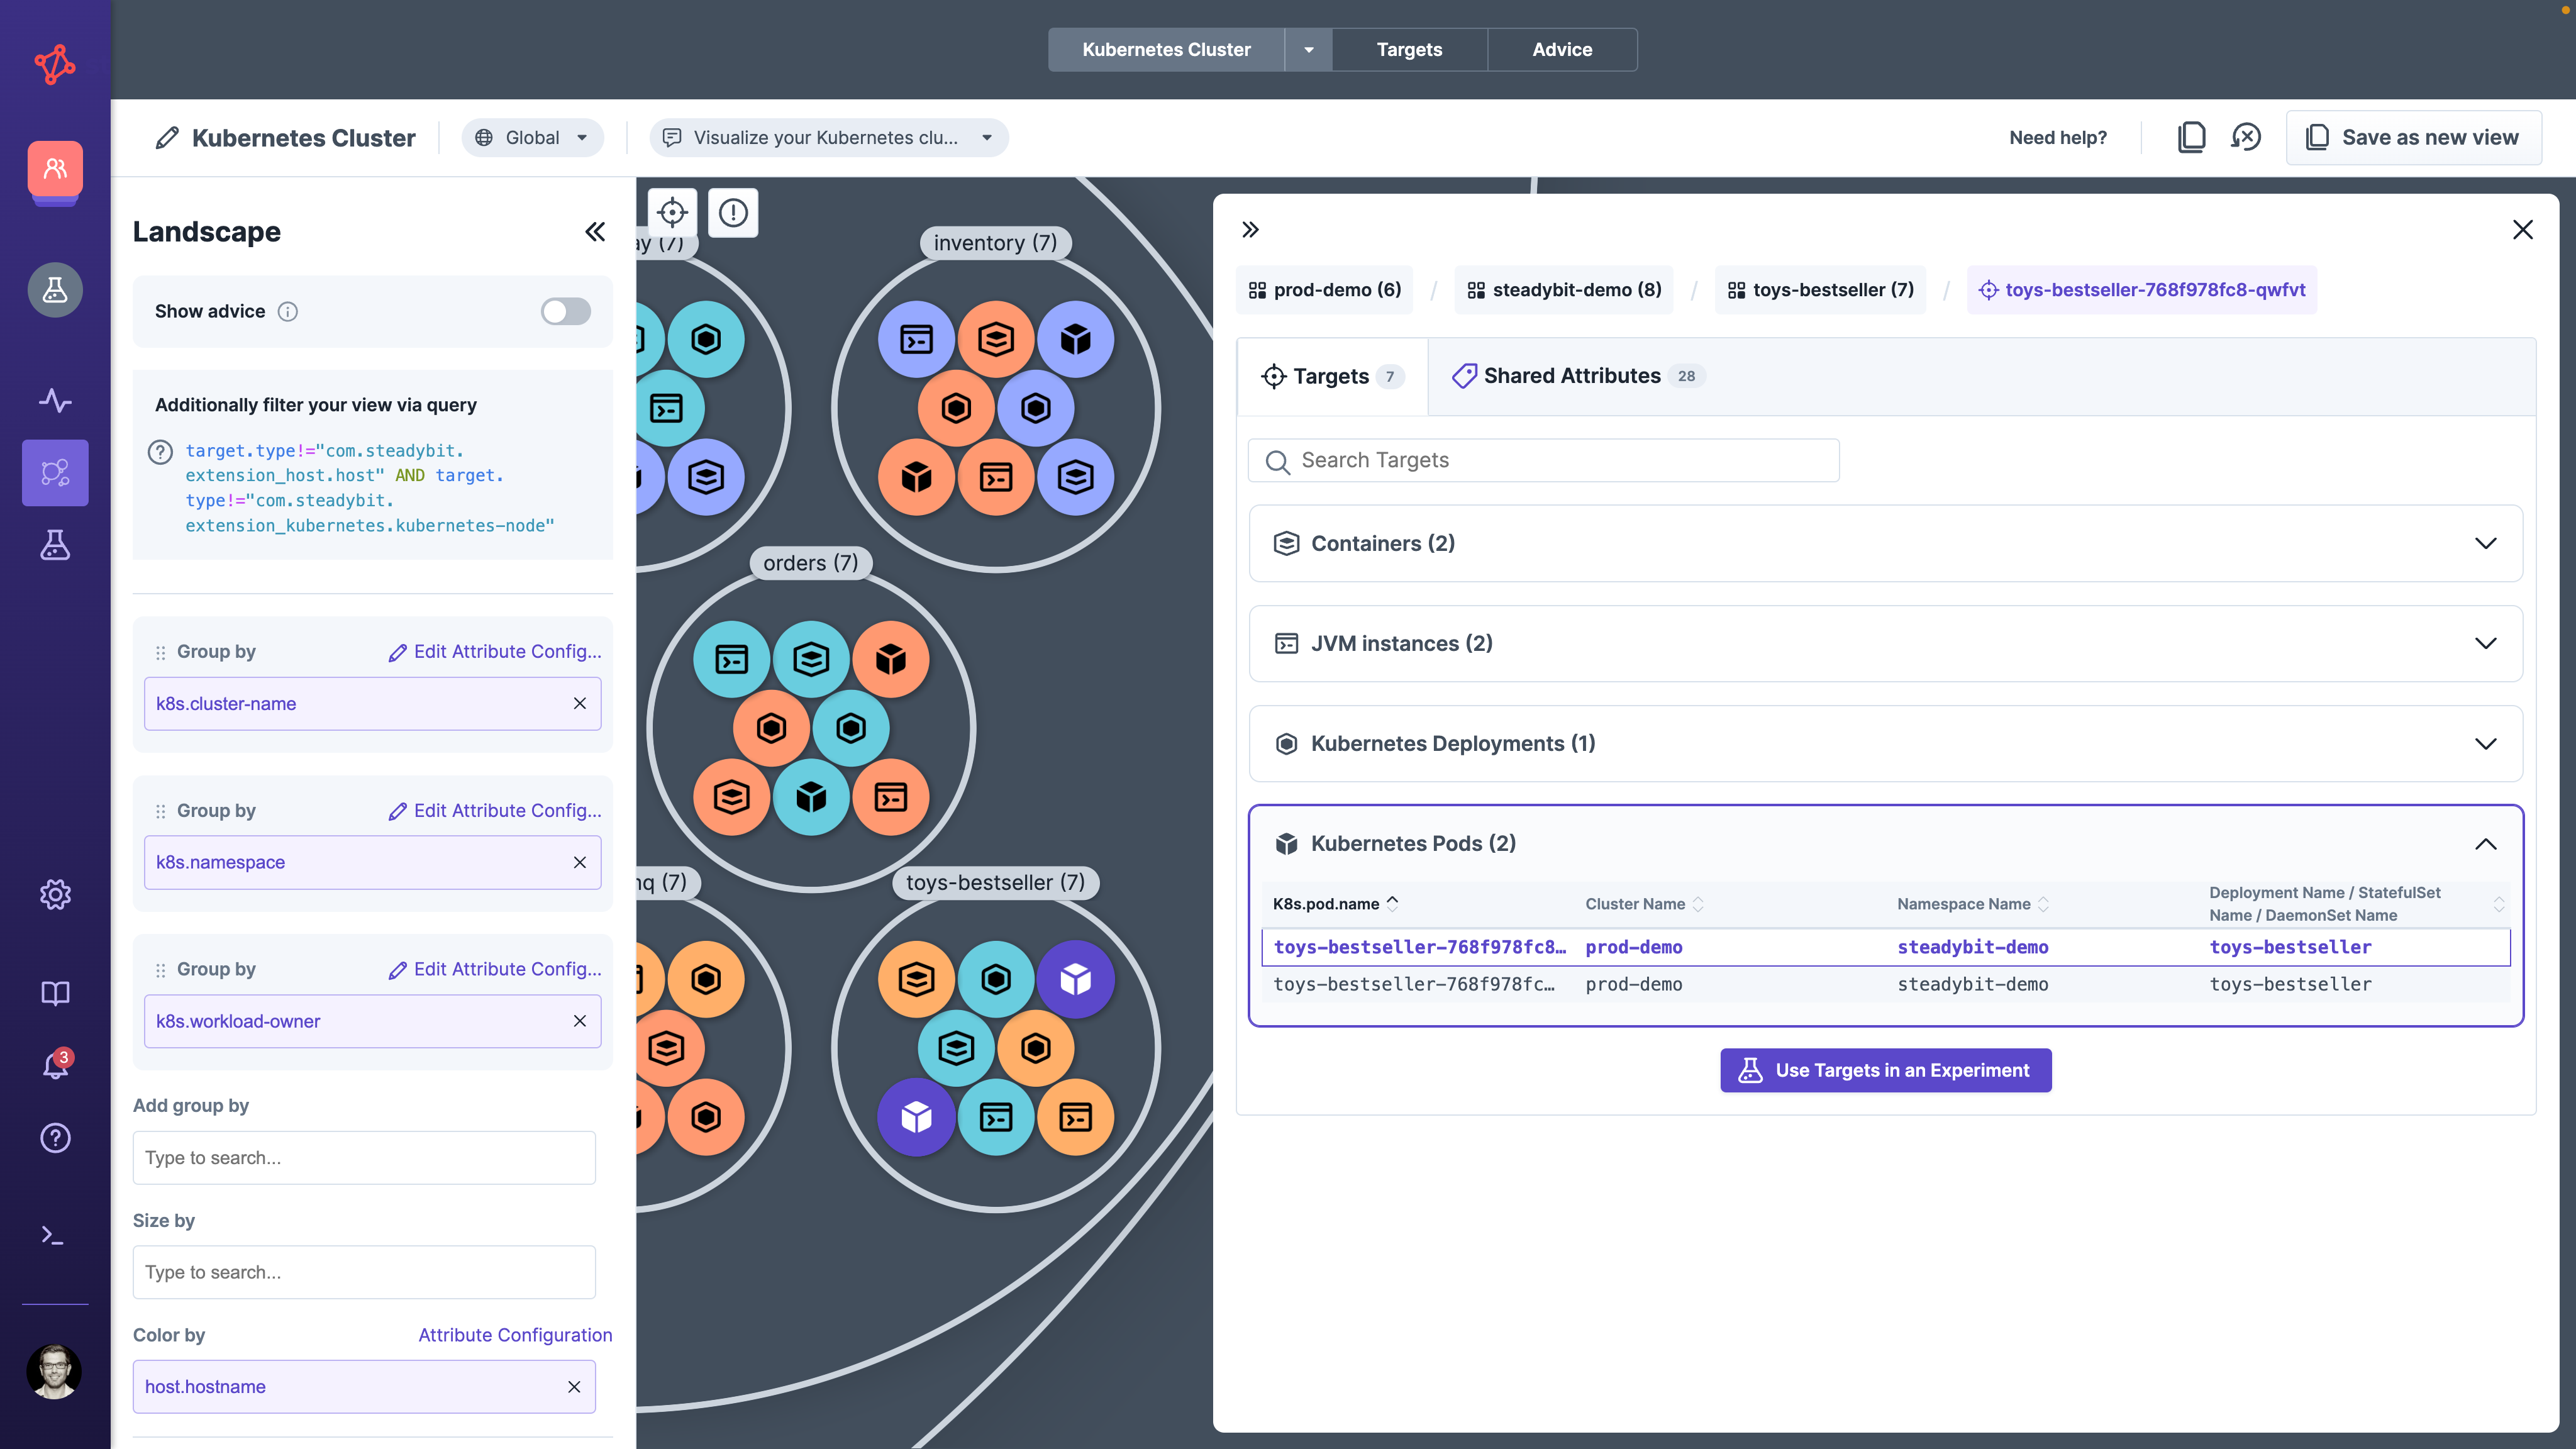 Kubernetes Cluster
Targets
Advice
Kubernetes Cluster
Global
Visualize your Kubernetes clu...
Need help?
Save as new view
Landscape
Show advice
Additionally filter your view via query
target.type!="com.steadybit.
extension_host.host" AND target.
type!="com.steadybit.
extension_kubernetes.kubernetes-node"
Group by
Edit Attribute Config...
k8s.cluster-name
Group by
Edit Attribute Config...
k8s.namespace
Group by
Edit Attribute Config...
k8s.workload-owner
Add group by
Type to search...
Size by
Type to search...
Color by
Attribute Configuration
host.hostname
3
ay (7)
inventory (7)
orders (7)
nq (7)
toys-bestseller (7)
prod-demo (6)
/
steadybit-demo (8)
/
toys-bestseller (7)
/
toys-bestseller-768f978fc8-qwfvt
Targets 7
Shared Attributes 28
Search Targets
Containers (2)
JVM instances (2)
Kubernetes Deployments (1)
Kubernetes Pods (2)
K8s.pod.name
Cluster Name
Namespace Name
Deployment Name / StatefulSet
Name / DaemonSet Name
toys-bestseller-768f978fc8… prod-demo steadybit-demo toys-bestseller
toys-bestseller-768f978fc… prod-demo steadybit-demo toys-bestseller
Use Targets in an Experiment